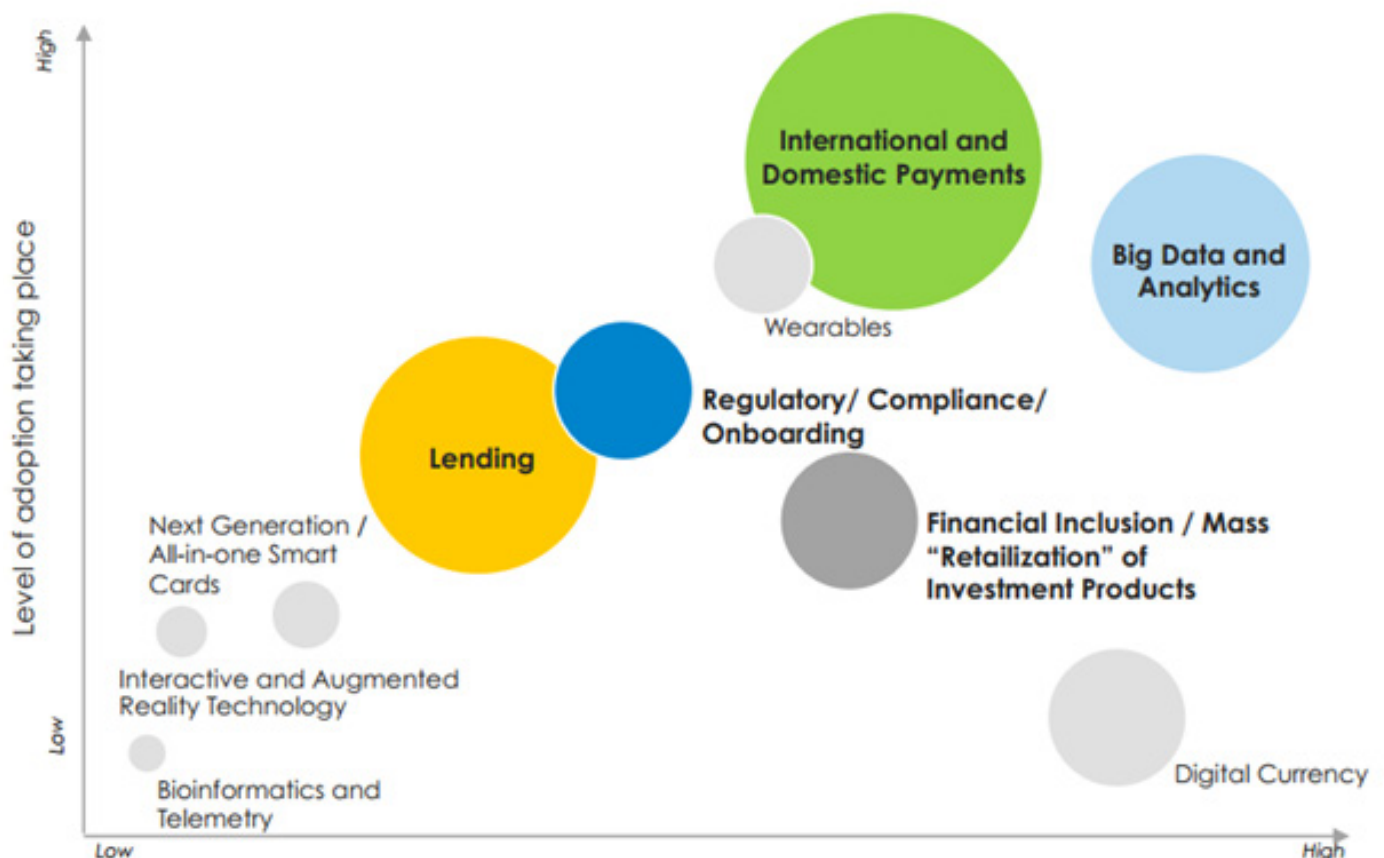 High
International and
Domestic Payments
Big Data and
Analytics
Wearables
Level of adoption taking place
Regulatory/ Compliance/
Onboarding
Lending
Next Generation /
All-in-one Smart
Cards
Financial Inclusion / Mass
“Retailization” of
Investment Products
Interactive and Augmented
Reality Technology
Low
Digital Currency
Bioinformatics and
Telemetry
Low
High